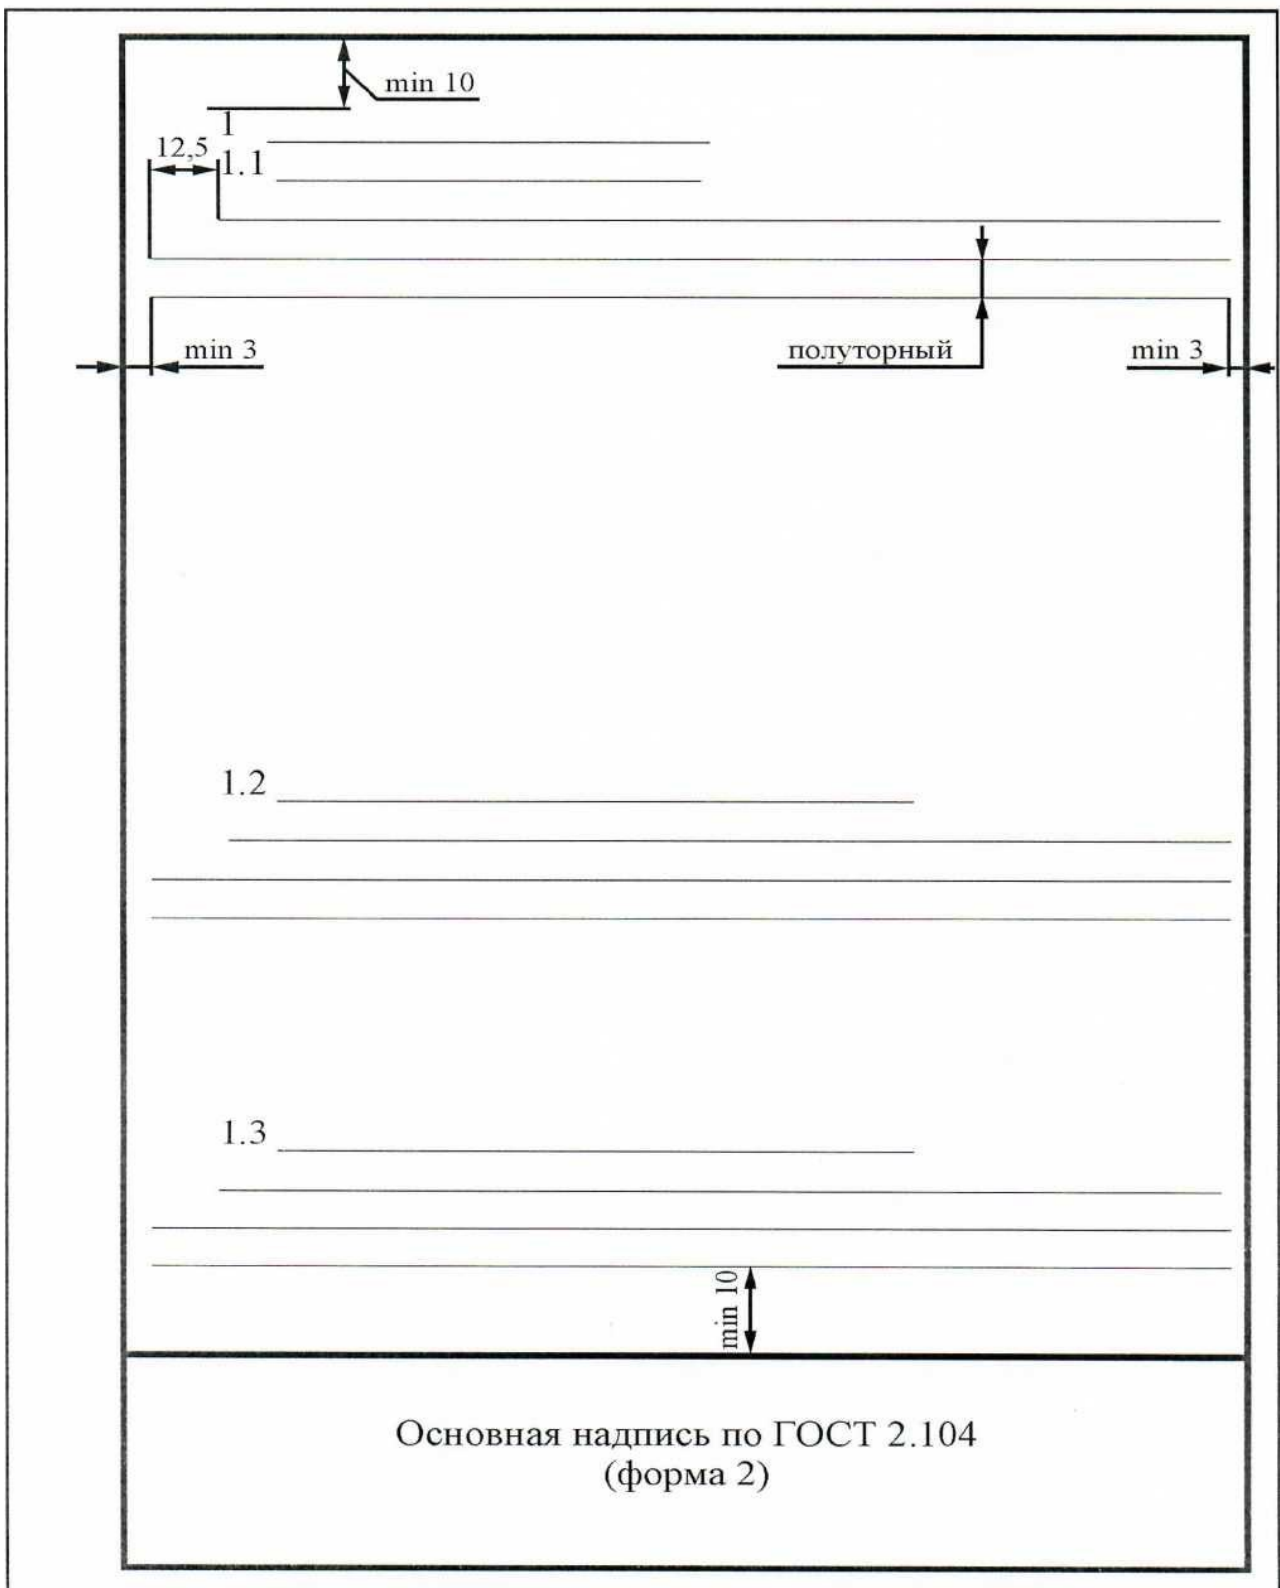 min 10
1
12,5
1.1
min 3
полуторный
min 3
1.2
1.3
min 10
Основная надпись по ГОСТ 2.104
(форма 2)